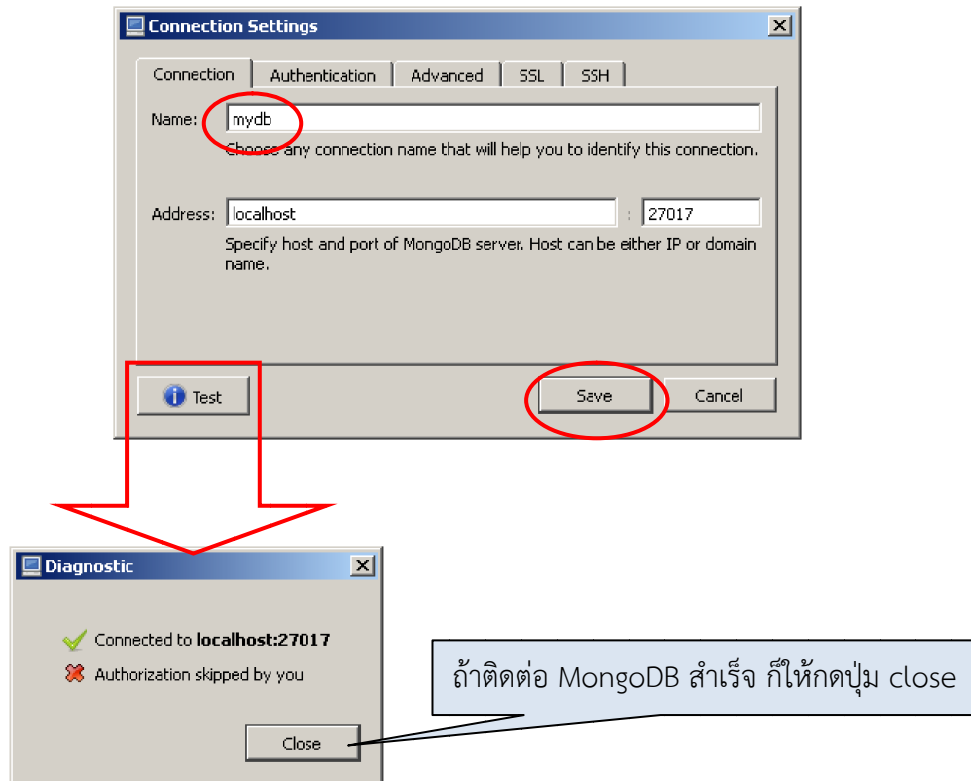 Connection Settings
Connection Authentication Advanced SSL SSH
Name: mydb
Choose any connection name that will help you to identify this connection.
Address: localhost : 27017
Specify host and port of MongoDB server. Host can be either IP or domain
name.
Test Save Cancel
Diagnostic
Connected to localhost:27017
Authorization skipped by you
Close
ถ้าติดต่อ MongoDB สำเร็จ ก็ให้กดปุ่ม close